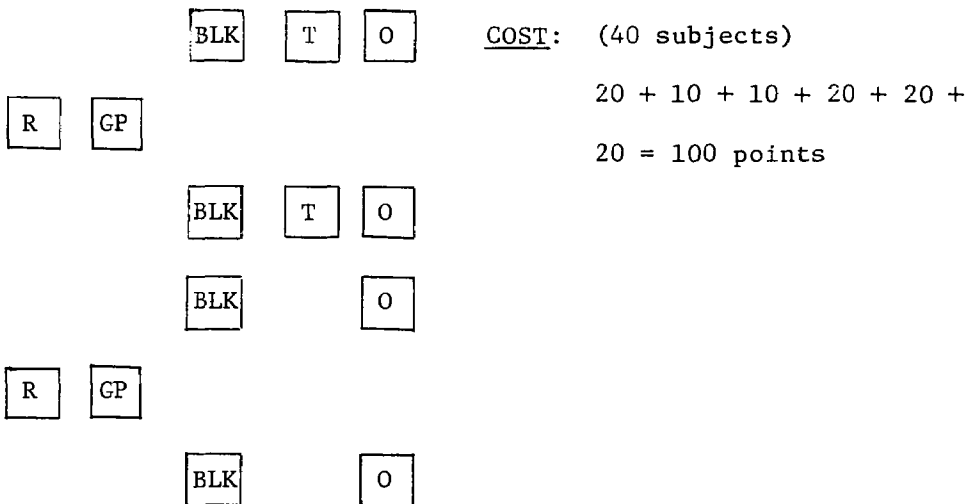 BLK T O COST: (40 subjects)
20 + 10 + 10 + 20 + 20 +
R GP
20 = 100 points
BLK T O
BLK O
R GP
BLK O